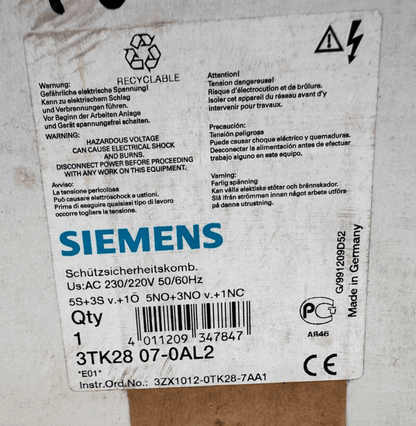 RECYCLABLE
Warnung:
Gefährliche elektrische Spannung!
Kann zu elektrischem Schlag
und Verbrennungen führen.
Vor Beginn der Arbeiten Anlage
und Gerät spannungsfrei schalten.
WARNING:
HAZARDOUS VOLTAGE
CAN CAUSE ELECTRICAL SHOCK
AND BURNS.
DISCONNECT POWER BEFORE PROCEEDING
WITH ANY WORK ON THIS EQUIPMENT.
Avviso:
La tensione pericolosa
Può causare elettroschock e ustioni.
Prima di eseguire qualsiasi tipo di lavoro
occorre togliere la tensione.
Attention!
Tension dangereuse!
Risque d'électrocution et de brûlure.
Isoler cet appareil du réseau avant d'y
intervenir pour travaux.
Precaución:
Tensión peligrosa
Puede causar choque eléctrico y quemaduras.
Desconectar la alimentación antes de efectuar
trabajo alguno en este equipo.
Varning:
Farlig spänning
Kan vålla elektriska stötar och brännskador.
Slå ifrån strömmen innan något arbete utförs
på denna utrustning.
SIEMENS
Schützsicherheitskomb.
Us:AC 230/220V 50/60Hz
5S+3S v.+1Ö 5NO+3NO v.+1NC
Qty
1
4 011209 347847
3TK28 07-0AL2
"E01"
Instr.Ord.No.: 3ZX1012-0TK28-7AA1
G/991209D52
Made in Germany
АЯ46
CE